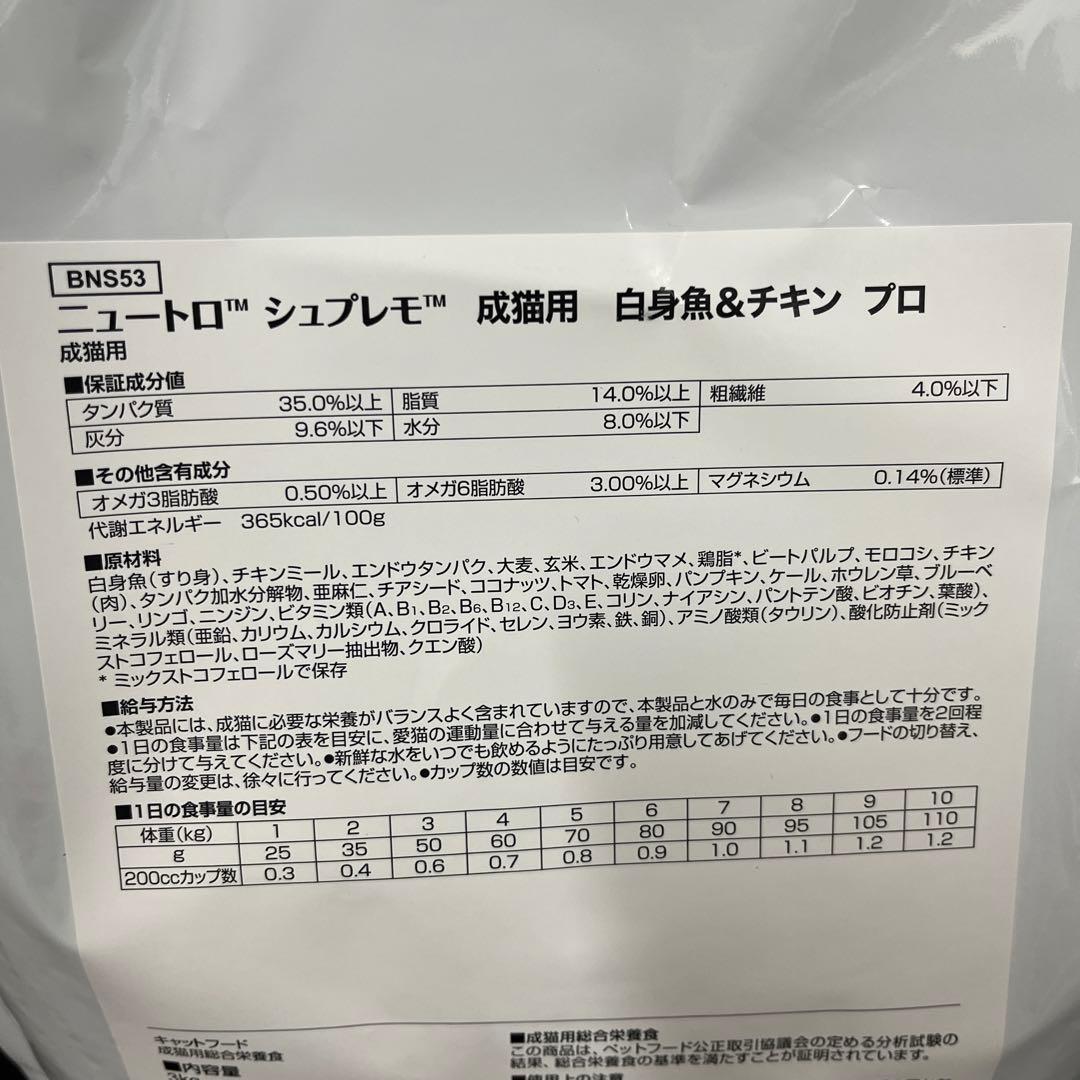 BNS53
ニュートロ™ シュプレモ™ 成猫用 白身魚&チキン プロ
成猫用
■保証成分値
タンパク質 35.0%以上 脂質 14.0%以上 粗繊維 4.0%以下
灰分 9.6%以下 水分 8.0%以下
■その他含有成分
オメガ3脂肪酸 0.50%以上 オメガ6脂肪酸 3.00%以上 マグネシウム 0.14%(標準)
代謝エネルギー 365kcal/100g
■原材料
白身魚(すり身)、チキンミール、エンドウタンパク、大麦、玄米、エンドウマメ、鶏脂*、ビートパルプ、モロコシ、チキン
(肉)、タンパク加水分解物、亜麻仁、チアシード、ココナッツ、トマト、乾燥卵、パンプキン、ケール、ホウレン草、ブルーベ
リー、リンゴ、ニンジン、ビタミン類(A、B₁、B₂、B₆、B₁₂、C、D₃、E、コリン、ナイアシン、パントテン酸、ビオチン、葉酸)、
ミネラル類(亜鉛、カリウム、カルシウム、クロライド、セレン、ヨウ素、鉄、銅)、アミノ酸類(タウリン)、酸化防止剤(ミック
ストコフェロール、ローズマリー抽出物、クエン酸)
* ミックストコフェロールで保存
■給与方法
●本製品には、成猫に必要な栄養がバランスよく含まれていますので、本製品と水のみで毎日の食事として十分です。
●1日の食事量は下記の表を目安に、愛猫の運動量に合わせて与える量を加減してください。●1日の食事量を2回程
度に分けて与えてください。●新鮮な水をいつでも飲めるようにたっぷり用意してあげてください。●フードの切り替え、
給与量の変更は、徐々に行ってください。●カップ数の数値は目安です。
■1日の食事量の目安
体重(kg) 1 2 3 4 5 6 7 8 9 10
g 25 35 50 60 70 80 90 95 105 110
200ccカップ数 0.3 0.4 0.6 0.7 0.8 0.9 1.0 1.1 1.2 1.2
キャットフード
成猫用総合栄養食
■内容量
3kg
■成猫用総合栄養食
この商品は、ペットフード公正取引協議会の定める分析試験の
結果、総合栄養食の基準を満たすことが証明されています。
■使用上の注意